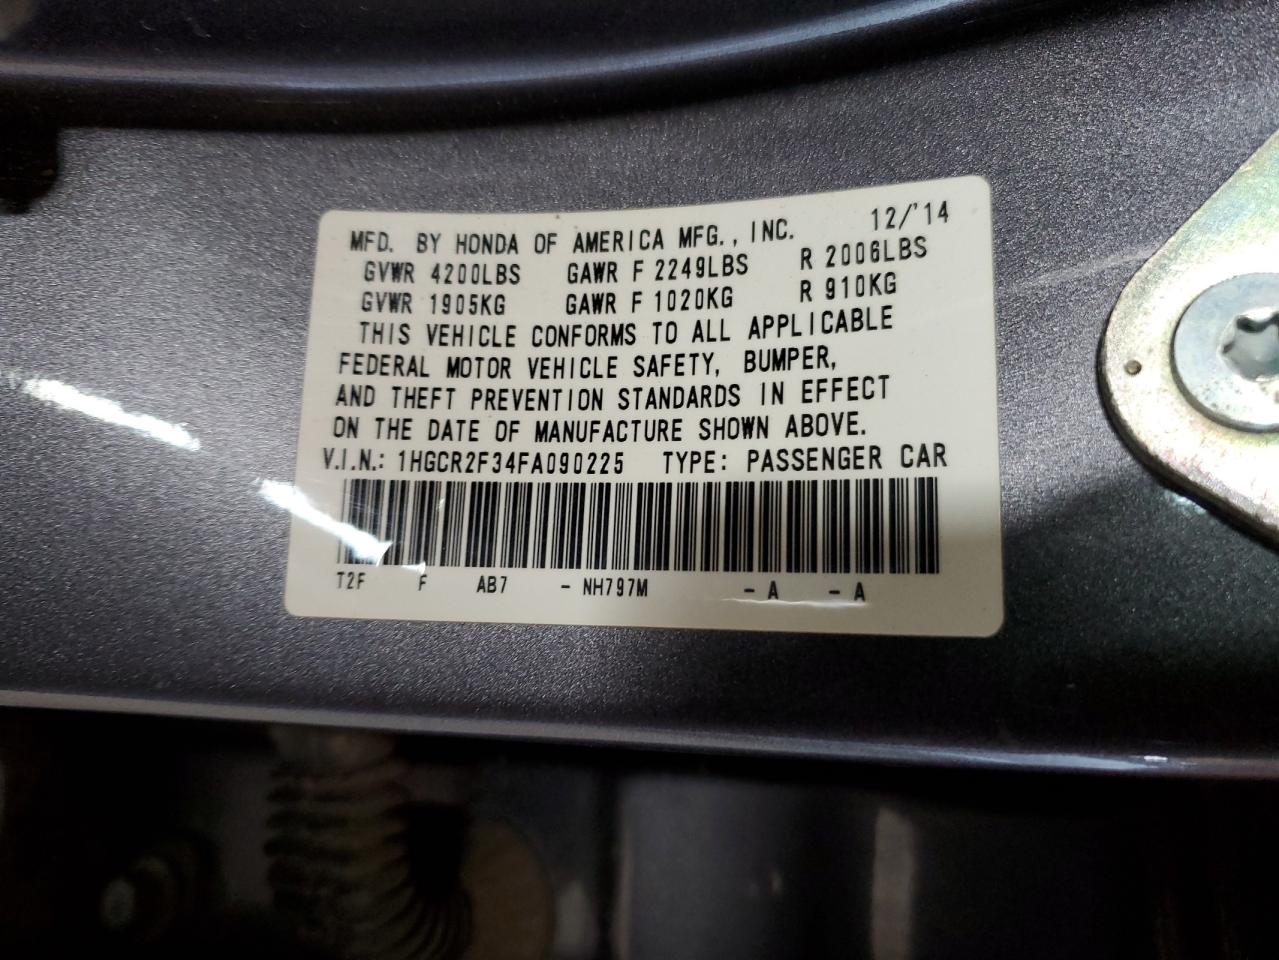 MFD. BY HONDA OF AMERICA MFG., INC. 12/'14
GVWR 4200LBS GAWR F 2249LBS R 2006LBS
GVWR 1905KG GAWR F 1020KG R 910KG
THIS VEHICLE CONFORMS TO ALL APPLICABLE
FEDERAL MOTOR VEHICLE SAFETY, BUMPER,
AND THEFT PREVENTION STANDARDS IN EFFECT
ON THE DATE OF MANUFACTURE SHOWN ABOVE.
V.I.N.: 1HGCR2F34FA090225 TYPE: PASSENGER CAR
T2F F AB7 - NH797M - A - A